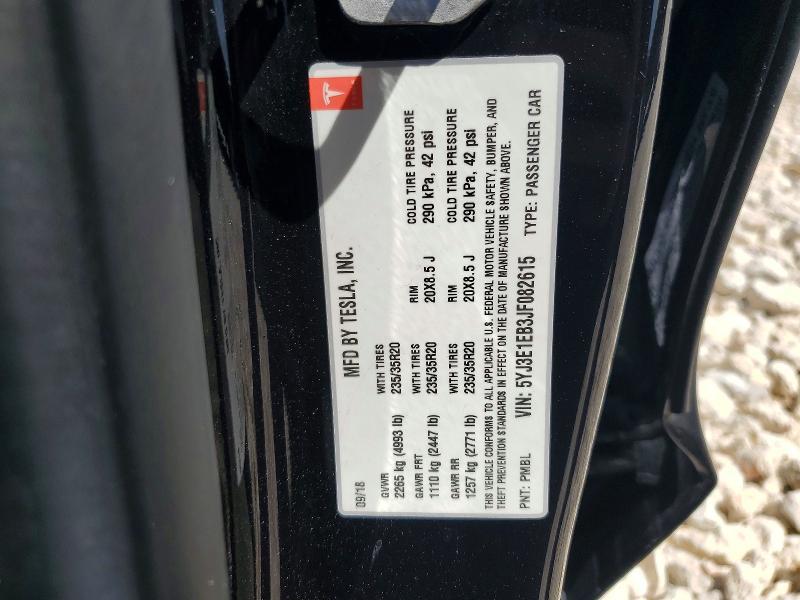 TESLA
09/18
MFD BY TESLA, INC.
GVWR WITH TIRES
2265 kg (4993 lb) 235/35R20
GAWR FRT WITH TIRES RIM COLD TIRE PRESSURE
1110 kg (2447 lb) 235/35R20 20X8.5 J 290 kPa, 42 psi
GAWR RR WITH TIRES RIM COLD TIRE PRESSURE
1257 kg (2771 lb) 235/35R20 20X8.5 J 290 kPa, 42 psi
THIS VEHICLE CONFORMS TO ALL APPLICABLE U.S. FEDERAL MOTOR VEHICLE SAFETY, BUMPER, AND
THEFT PREVENTION STANDARDS IN EFFECT ON THE DATE OF MANUFACTURE SHOWN ABOVE.
PNT: PMBL VIN: 5YJ3E1EB3JF082615 TYPE: PASSENGER CAR